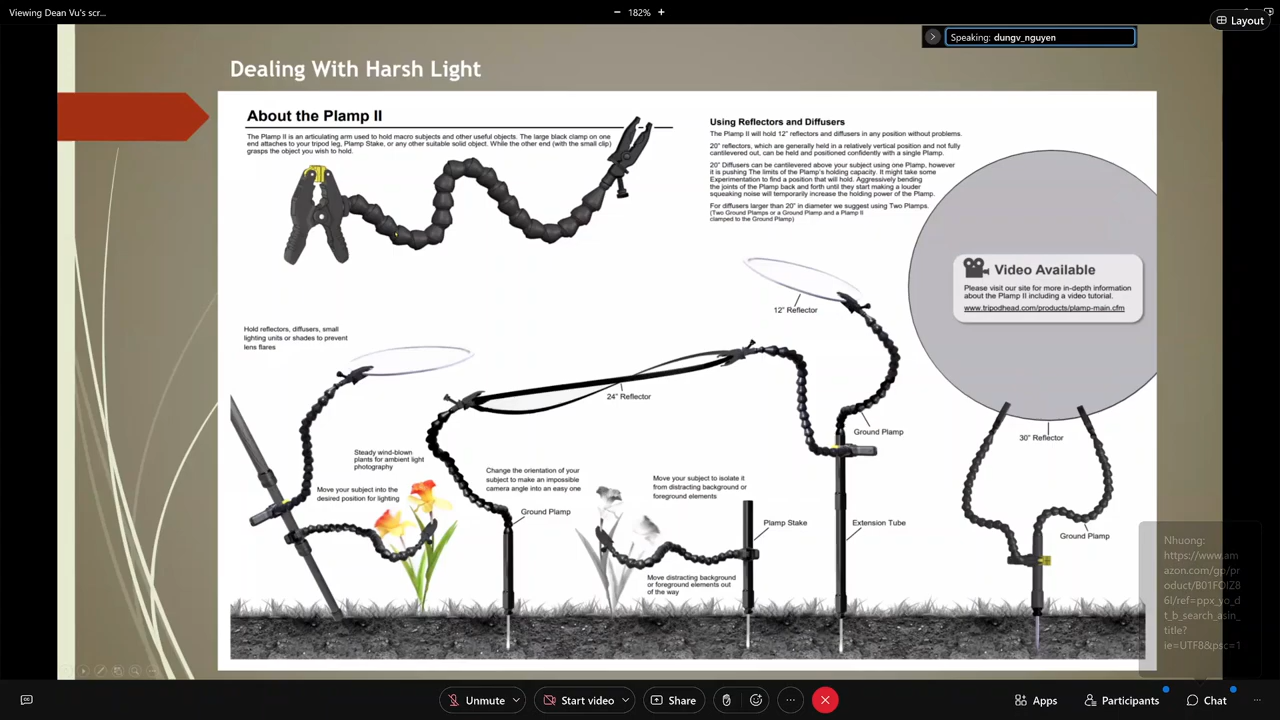 Viewing Dean Vu's scr...
182%
Layout
Speaking: dungv_nguyen
Dealing With Harsh Light
About the Plamp II
The Plamp II is an articulating arm used to hold macro subjects and other useful objects. The large black clamp on one
end attaches to your tripod leg, Plamp Stake, or any other suitable solid object. While the other end (with the small clip)
grasps the object you wish to hold.
Using Reflectors and Diffusers
The Plamp II will hold 12" reflectors and diffusers in any position without problems.
20" reflectors, which are generally held in a relatively vertical position and not fully
cantilevered out, can be held and positioned confidently with a single Plamp.
20" Diffusers can be cantilevered above your subject using one Plamp, however
it is pushing The limits of the Plamp's holding capacity. It might take some
Experimentation to find a position that will hold. Aggressively bending
the joints of the Plamp back and forth until they start making a louder
squeaking noise will temporarily increase the holding power of the Plamp.
For diffusers larger than 20" in diameter we suggest using Two Plamps.
(Two Ground Plamps or a Ground Plamp and a Plamp II
clamped to the Ground Plamp)
Video Available
Please visit our site for more in-depth information
about the Plamp II including a video tutorial.
www.tripodhead.com/products/plamp-main.cfm
12" Reflector
Hold reflectors, diffusers, small
lighting units or shades to prevent
lens flares
24" Reflector
Ground Plamp
30" Reflector
Steady wind-blown
plants for ambient light
photography
Move your subject into the
desired position for lighting
Change the orientation of your
subject to make an impossible
camera angle into an easy one
Move your subject to isolate it
from distracting background or
foreground elements
Ground Plamp
Plamp Stake
Extension Tube
Ground Plamp
Move distracting background
or foreground elements out
of the way
Nhuong:
https://www.am
azon.com/gp/pr
oduct/B01FOIZ8
6I/ref=ppx_yo_d
t_b_search_asin_
title?
ie=UTF8&psc=1
Unmute
Start video
Share
Apps
Participants
Chat